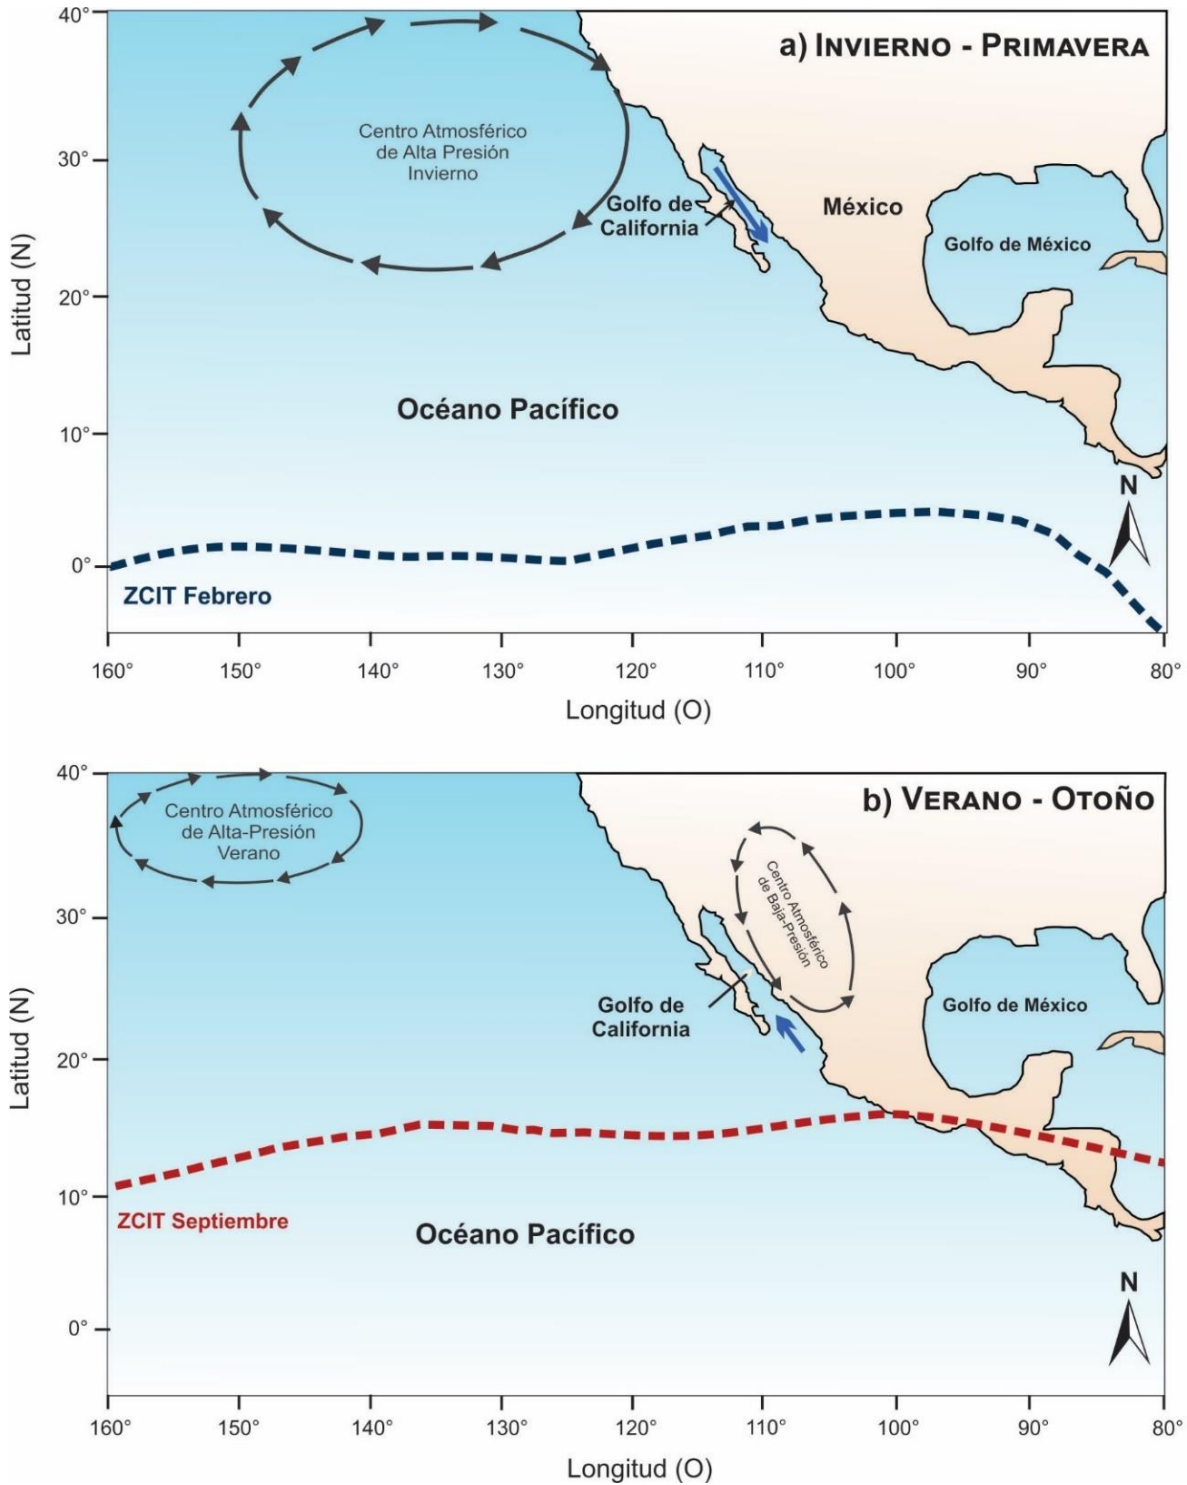 a) INVIERNO - PRIMAVERA
40°
30°
20°
10°
0°
Latitud (N)
Centro Atmosférico
de Alta Presión
Invierno
Golfo de
California
México
Golfo de México
Océano Pacífico
N
ZCIT Febrero
160° 150° 140° 130° 120° 110° 100° 90° 80°
Longitud (O)
b) VERANO - OTOÑO
40°
30°
20°
10°
0°
Latitud (N)
Centro Atmosférico
de Alta-Presión
Verano
Centro Atmosférico
de Baja-Presión
Golfo de
California
Golfo de México
ZCIT Septiembre
Océano Pacífico
N
160° 150° 140° 130° 120° 110° 100° 90° 80°
Longitud (O)